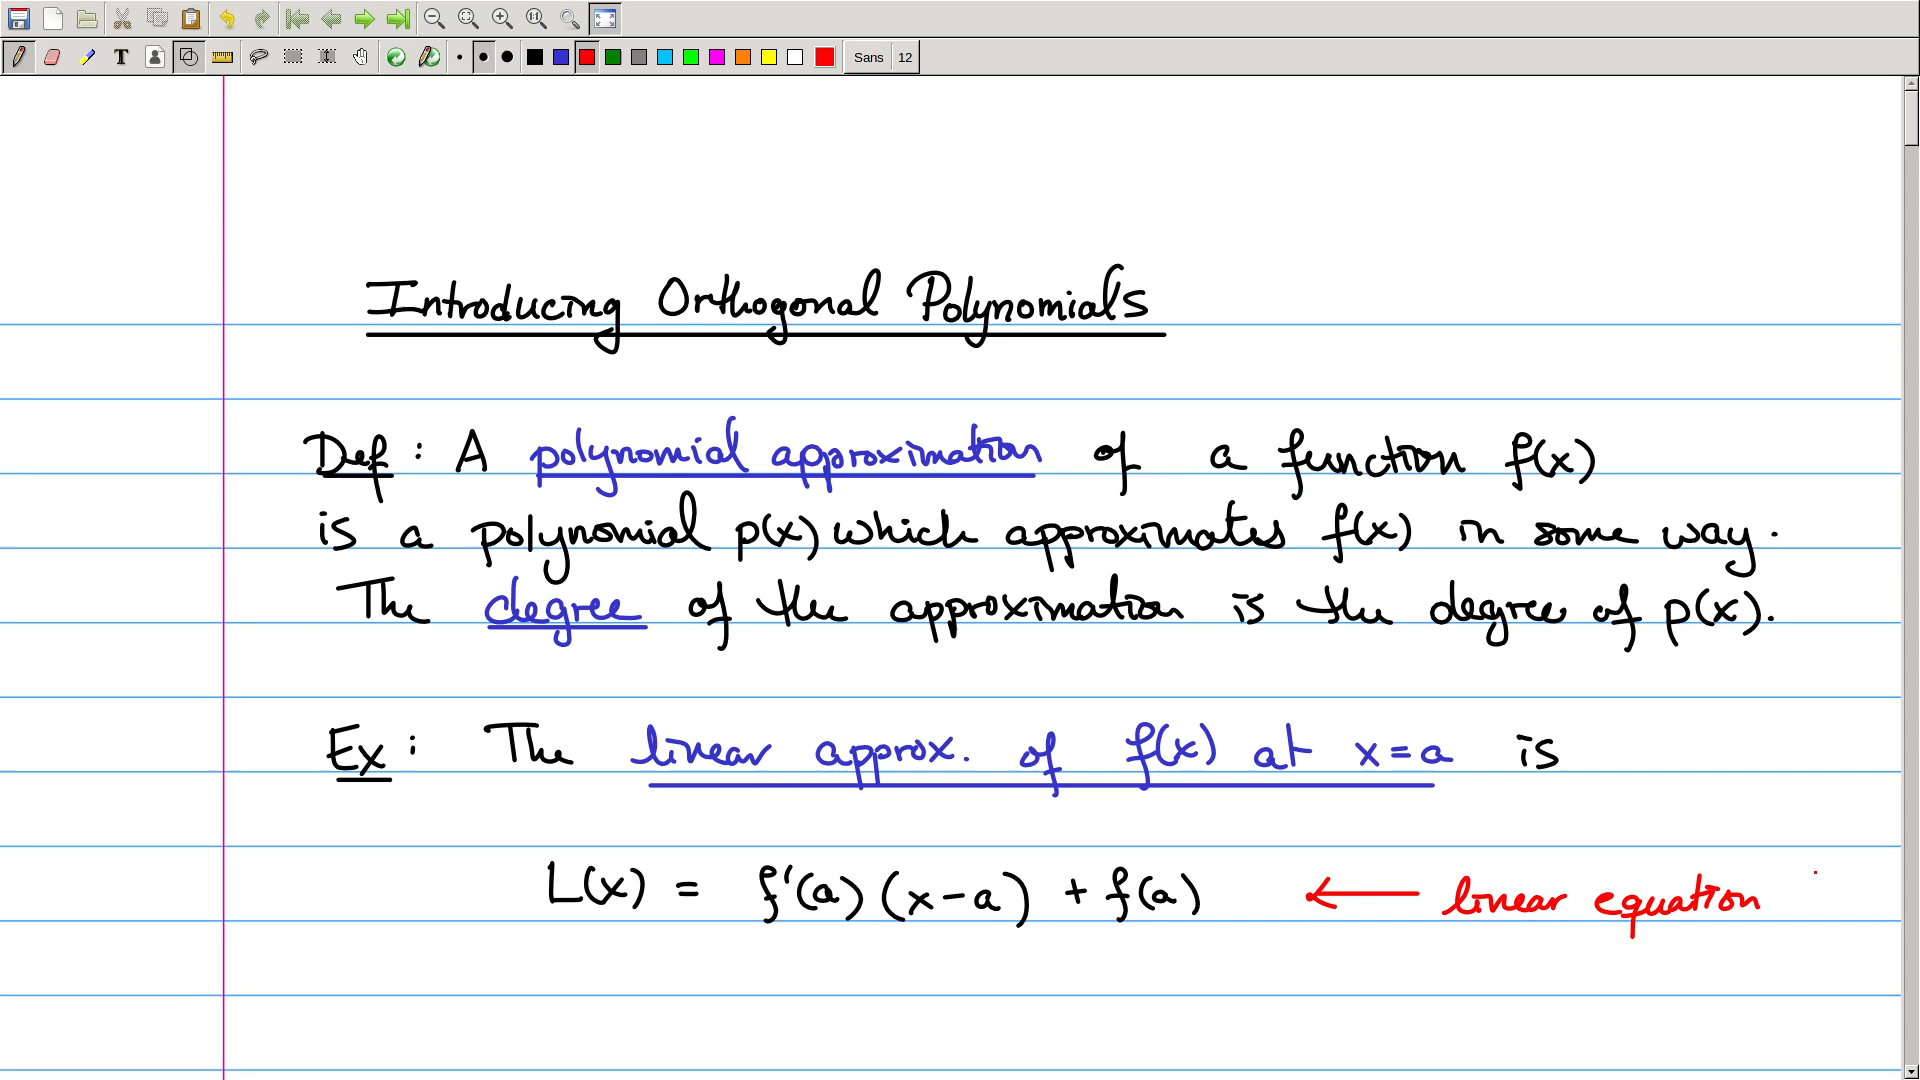 Sans 12
Introducing Orthogonal Polynomials
Def : A polynomial approximation of a function f(x)
is a polynomial p(x) which approximates f(x) in some way.
The degree of the approximation is the degree of p(x).
Ex : The linear approx. of f(x) at x=a is
L(x) = f'(a)(x-a) + f(a) ← linear equation